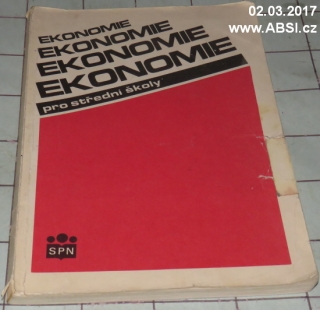 02.03.2017
www.ABSI.cz
EKONOMIE
EKONOMIE
EKONOMIE
EKONOMIE
pro střední školy
SPN